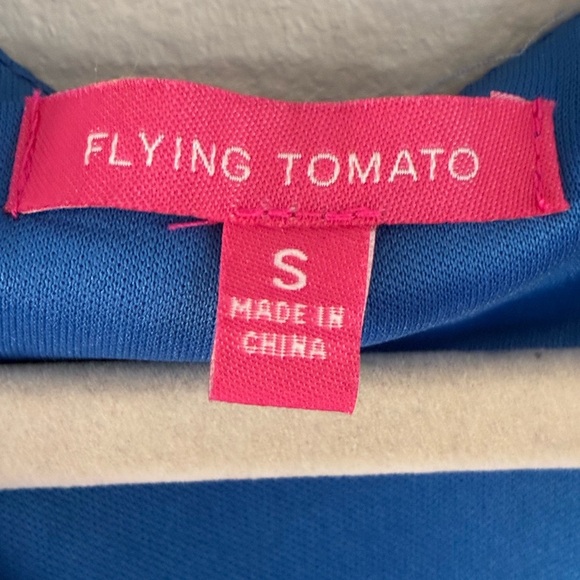 FLYING TOMATO
S
MADE IN
CHINA